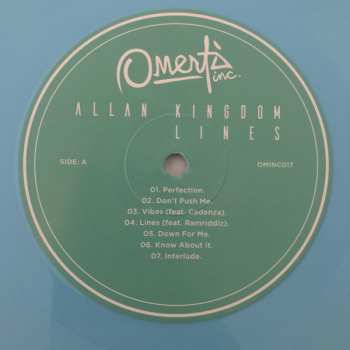 Omertà
inc.
ALLAN KINGDOM
LINES
SIDE: A
OMINC017
01. Perfection.
02. Don't Push Me.
03. Vibes (feat. Cadenza).
04. Lines (feat. Ramriddlz).
05. Down For Me.
06. Know About It.
07. Interlude.